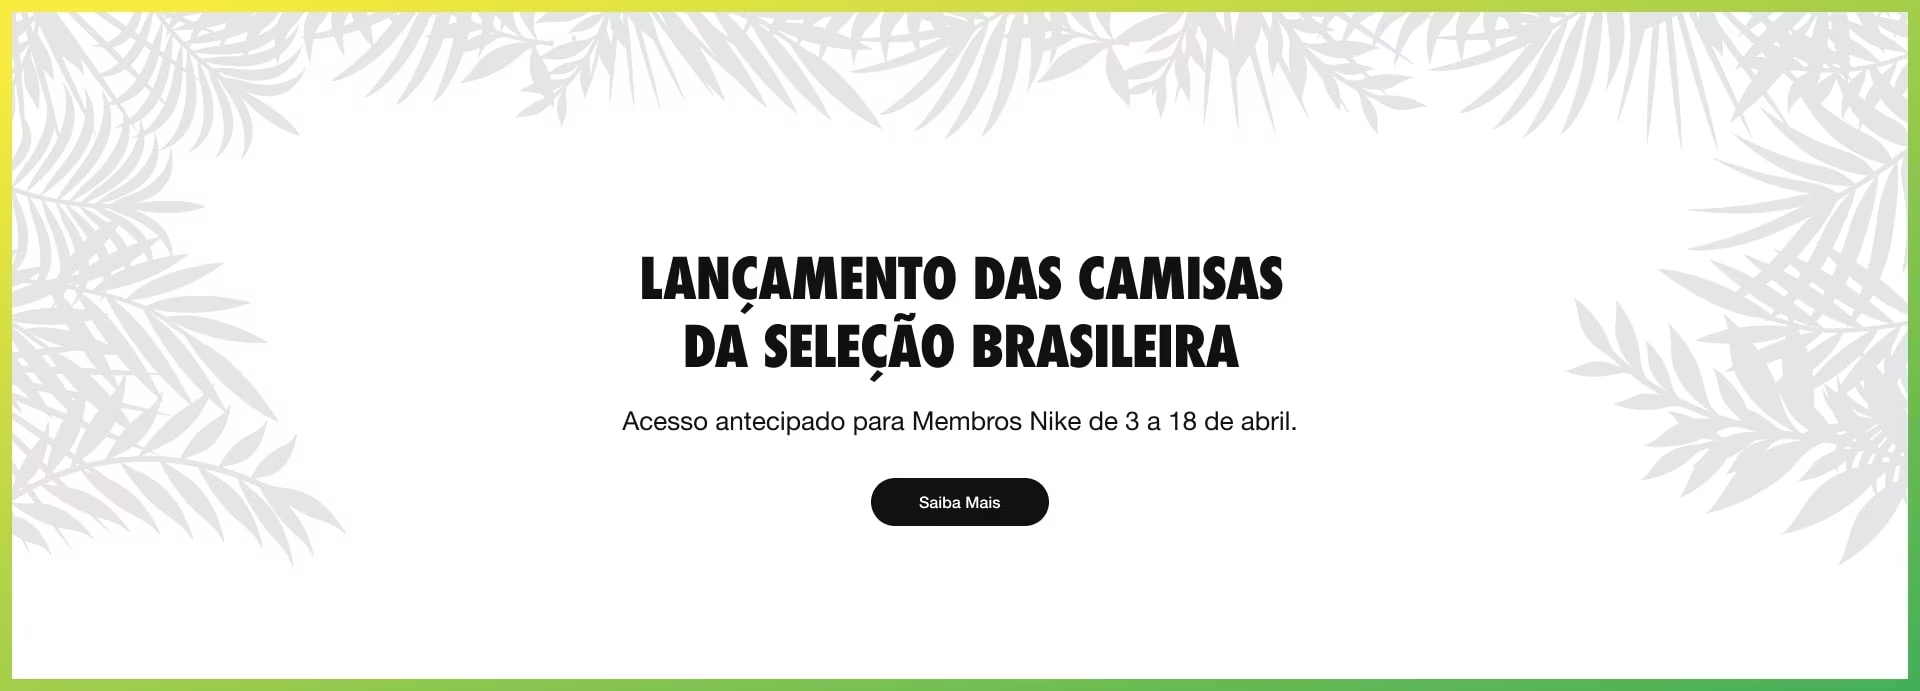 LANÇAMENTO DAS CAMISAS
DA SELEÇÃO BRASILEIRA
Acesso antecipado para Membros Nike de 3 a 18 de abril.
Saiba Mais